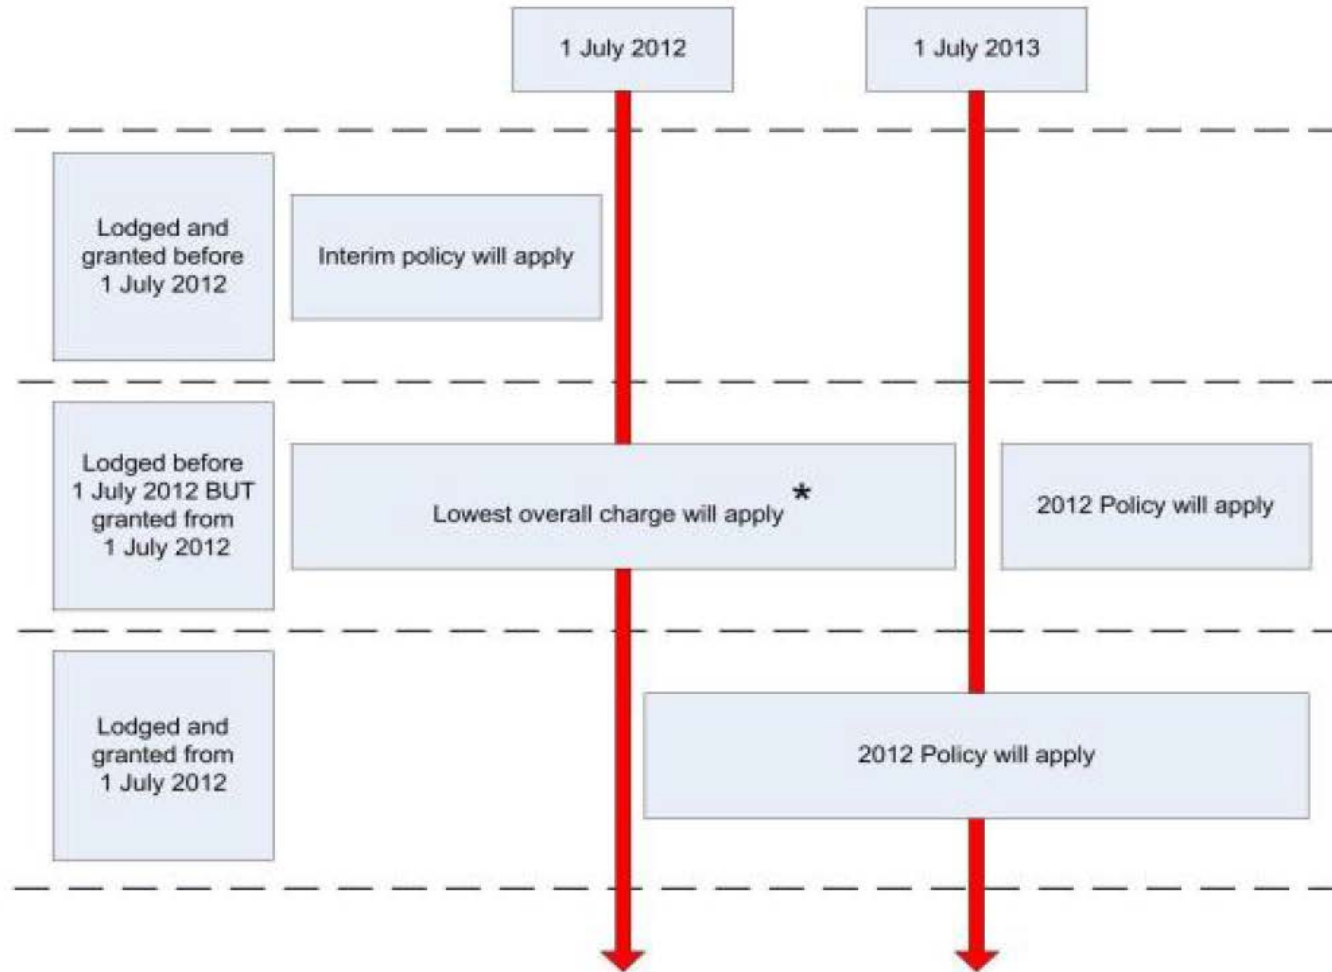 1 July 2012
1 July 2013
Lodged and
granted before
1 July 2012
Interim policy will apply
Lodged before
1 July 2012 BUT
granted from
1 July 2012
Lowest overall charge will apply *
2012 Policy will apply
Lodged and
granted from
1 July 2012
2012 Policy will apply